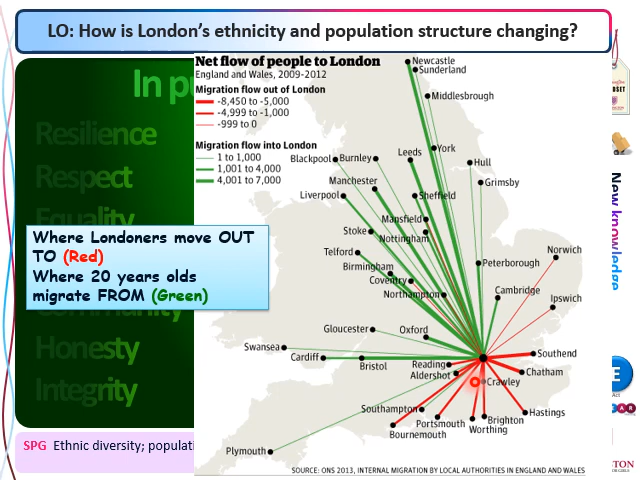 LO: How is London's ethnicity and population structure changing?
In pu
Resilience
Respect
Equality
Community
Honesty
Integrity
Where Londoners move OUT
TO (Red)
Where 20 years olds
migrate FROM (Green)
SPG Ethnic diversity; populati
Net flow of people to London
England and Wales, 2009-2012
Migration flow out of London
-8,450 to -5,000
-4,999 to -1,000
-999 to 0
Migration flow into London
1 to 1,000
1,001 to 4,000
4,001 to 7,000
Newcastle
Sunderland
Middlesbrough
York
Leeds
Hull
Blackpool
Burnley
Grimsby
Manchester
Liverpool
Sheffield
Mansfield
Stoke
Nottingham
Telford
Norwich
Birmingham
Peterborough
Coventry
Northampton
Cambridge
Ipswich
Gloucester
Oxford
Swansea
Cardiff
Bristol
Reading
Aldershot
Southend
Chatham
Crawley
Southampton
Portsmouth
Bournemouth
Worthing
Brighton
Hastings
Plymouth
SOURCE: ONS 2013, INTERNAL MIGRATION BY LOCAL AUTHORITIES IN ENGLAND AND WALES
New knowledge